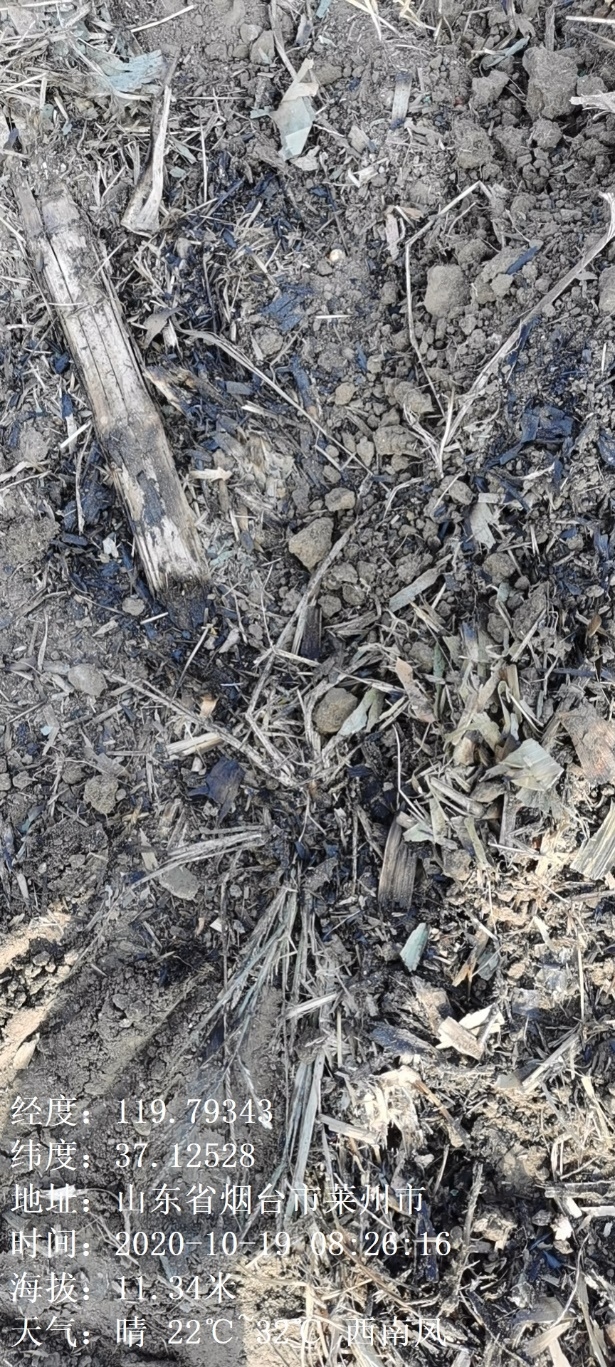 经度：119.79343
纬度：37.12528
地址：山东省烟台市莱州市
时间：2020-10-19 08:26:16
海拔：11.34米
天气：晴 22℃ 32℃ 西南风